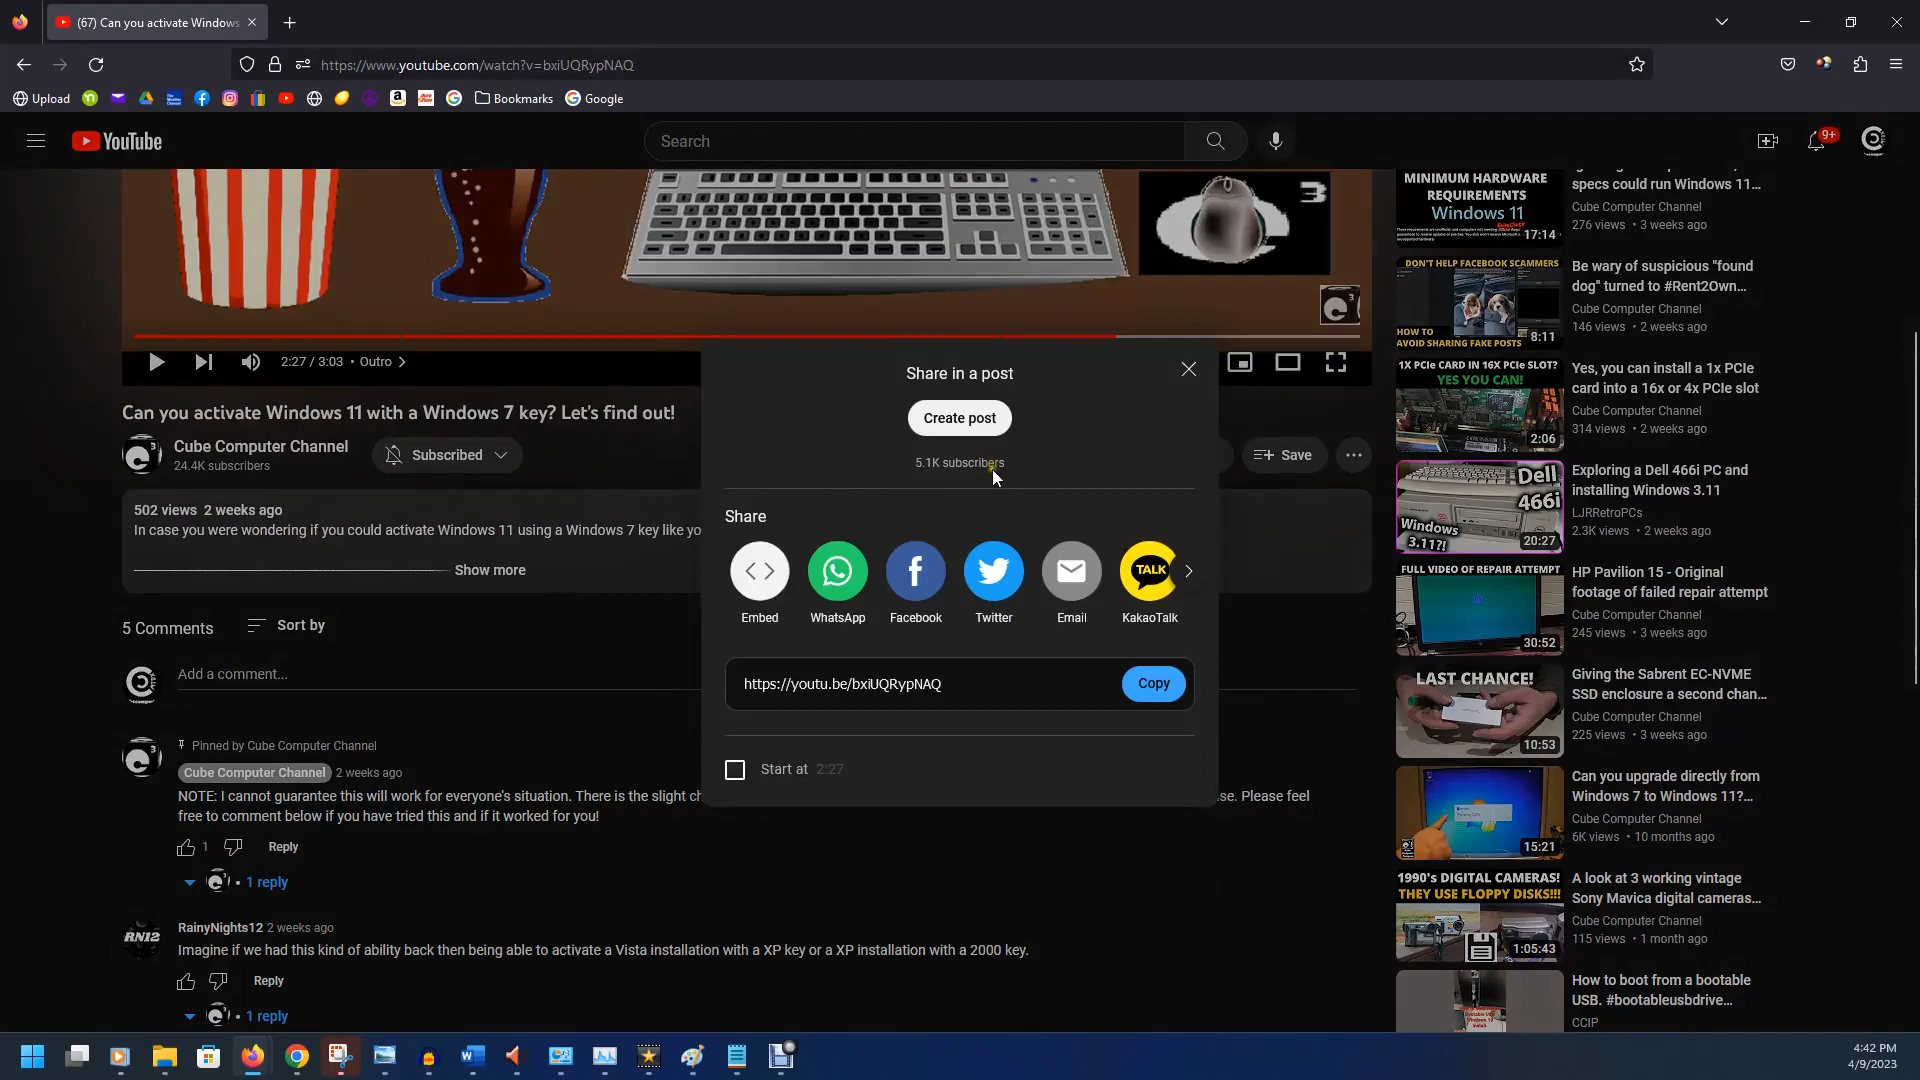 (67) Can you activate Windows
https://www.youtube.com/watch?v=bxiUQRypNAQ
Upload
Bookmarks
Google
YouTube
Search
9+
3
2:27 / 3:03 • Outro
Can you activate Windows 11 with a Windows 7 key? Let's find out!
Cube Computer Channel
24.4K subscribers
Subscribed
Save
502 views 2 weeks ago
In case you were wondering if you could activate Windows 11 using a Windows 7 key like yo
Show more
5 Comments
Sort by
Add a comment...
Pinned by Cube Computer Channel
Cube Computer Channel 2 weeks ago
NOTE: I cannot guarantee this will work for everyone's situation. There is the slight ch
se. Please feel
free to comment below if you have tried this and if it worked for you!
1
Reply
• 1 reply
RN12
RainyNights12 2 weeks ago
Imagine if we had this kind of ability back then being able to activate a Vista installation with a XP key or a XP installation with a 2000 key.
Reply
• 1 reply
Share in a post
Create post
5.1K subscribers
Share
TALK
Embed
WhatsApp
Facebook
Twitter
Email
KakaoTalk
https://youtu.be/bxiUQRypNAQ
Copy
Start at 2:27
MINIMUM HARDWARE
REQUIREMENTS
Windows 11
17:14
specs could run Windows 11...
Cube Computer Channel
276 views • 3 weeks ago
DON'T HELP FACEBOOK SCAMMERS
HOW TO
AVOID SHARING FAKE POSTS
8:11
Be wary of suspicious "found
dog" turned to #Rent2Own...
Cube Computer Channel
146 views • 2 weeks ago
1X PCIe CARD IN 16X PCIe SLOT?
YES YOU CAN!
2:06
Yes, you can install a 1x PCIe
card into a 16x or 4x PCIe slot
Cube Computer Channel
314 views • 2 weeks ago
Dell
466i
Windows
3.11?!
20:27
Exploring a Dell 466i PC and
installing Windows 3.11
LJRRetroPCs
2.3K views • 2 weeks ago
FULL VIDEO OF REPAIR ATTEMPT
30:52
HP Pavilion 15 - Original
footage of failed repair attempt
Cube Computer Channel
245 views • 3 weeks ago
LAST CHANCE!
10:53
Giving the Sabrent EC-NVME
SSD enclosure a second chan...
Cube Computer Channel
225 views • 3 weeks ago
15:21
Can you upgrade directly from
Windows 7 to Windows 11?...
Cube Computer Channel
6K views • 10 months ago
1990's DIGITAL CAMERAS!
THEY USE FLOPPY DISKS!!!
1:05:43
A look at 3 working vintage
Sony Mavica digital cameras...
Cube Computer Channel
115 views • 1 month ago
How to boot from a bootable
USB. #bootableusbdrive...
CCIP
4:42 PM
4/9/2023